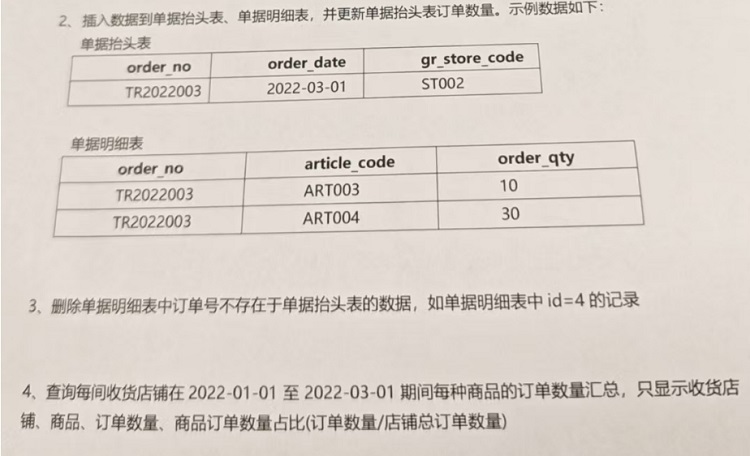 2、插入数据到单据抬头表、单据明细表，并更新单据抬头表订单数量。示例数据如下：
单据抬头表
order_no order_date gr_store_code
TR2022003 2022-03-01 ST002
单据明细表
order_no article_code order_qty
TR2022003 ART003 10
TR2022003 ART004 30
3、删除单据明细表中订单号不存在于单据抬头表的数据，如单据明细表中 id=4 的记录
4、查询每间收货店铺在 2022-01-01 至 2022-03-01 期间每种商品的订单数量汇总，只显示收货店
铺、商品、订单数量、商品订单数量占比(订单数量/店铺总订单数量)